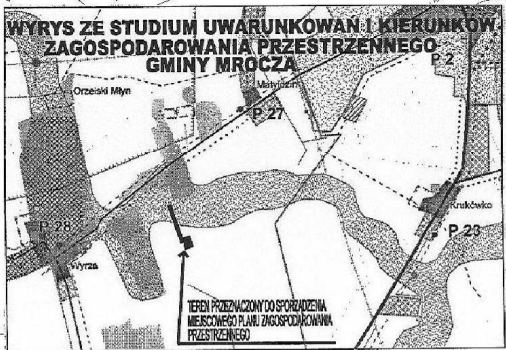 WYRYS ZE STUDIUM UWARUNKOWAŃ I KIERUNKÓW
ZAGOSPODAROWANIA PRZESTRZENNEGO
GMINY MROCZA
P 2
Orzelski Młyn
Matyldzin
P 27
Krukówko
P 23
P 28
Wyrza
TEREN PRZEZNACZONY DO SPORZĄDZENIA
MIEJSCOWEGO PLANU ZAGOSPODAROWANIA
PRZESTRZENNEGO